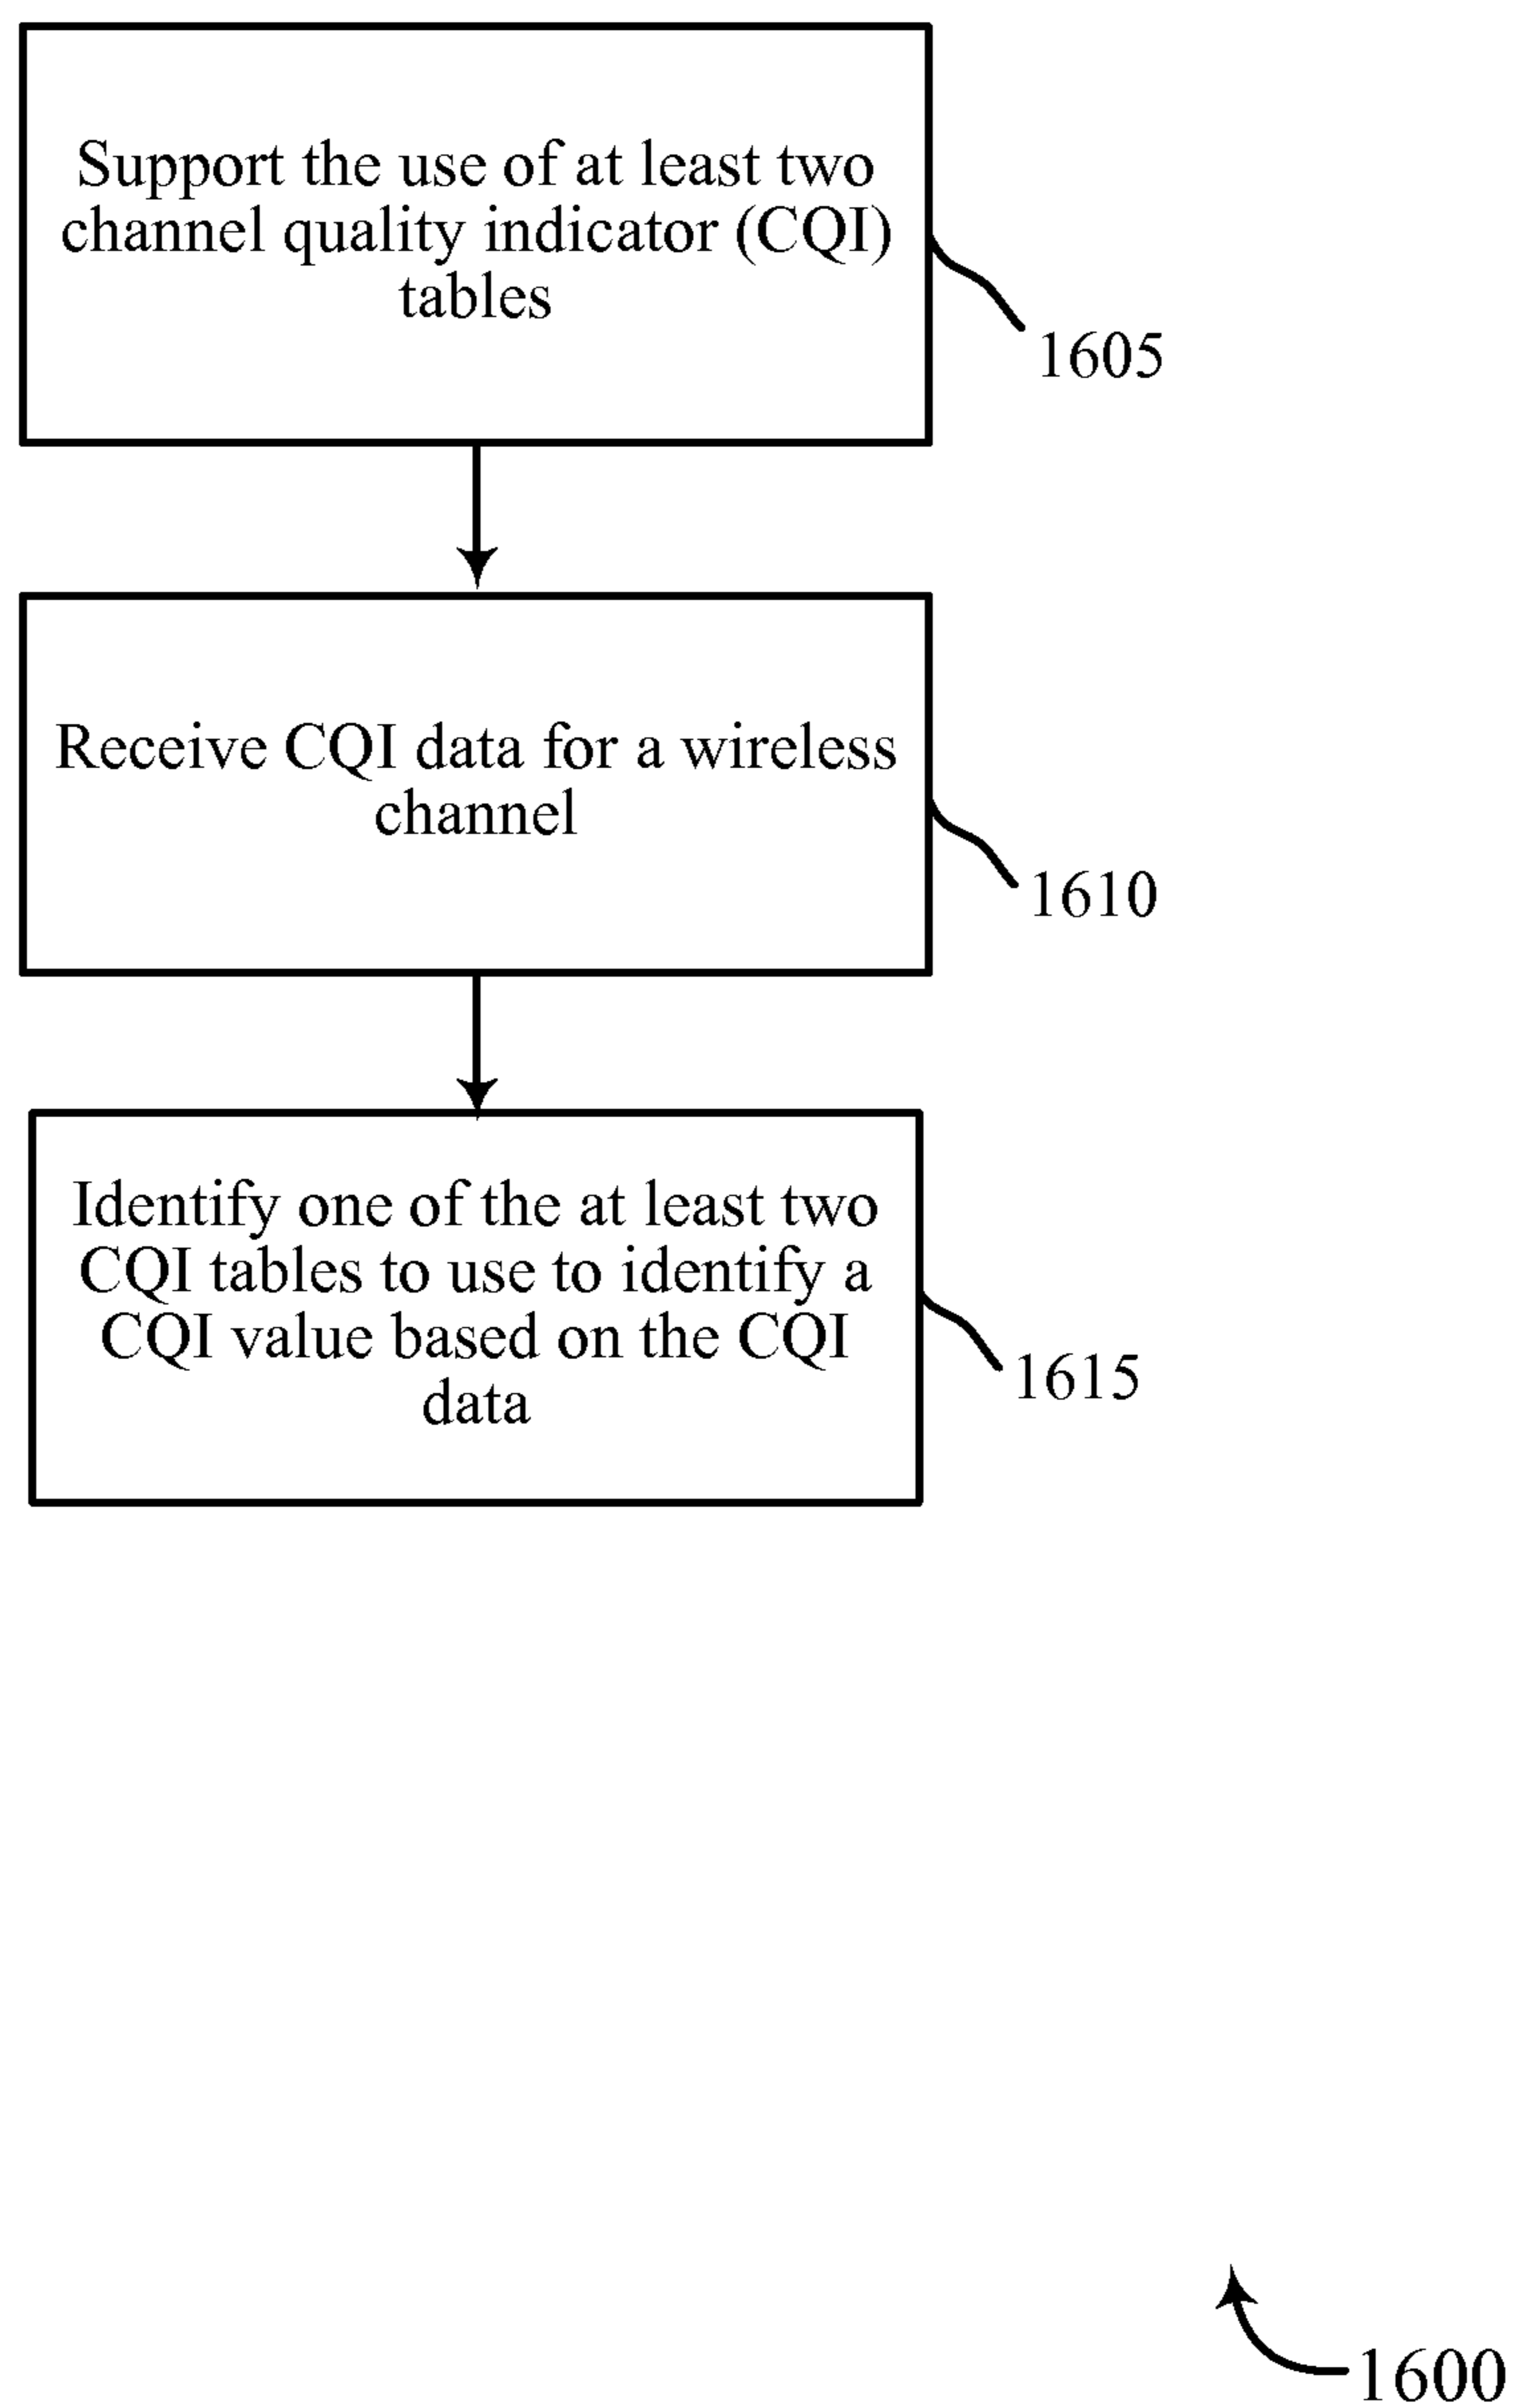 Support the use of at least two
channel quality indicator (CQI)
tables
1605
Receive CQI data for a wireless
channel
1610
Identify one of the at least two
CQI tables to use to identify a
CQI value based on the CQI
data
1615
1600